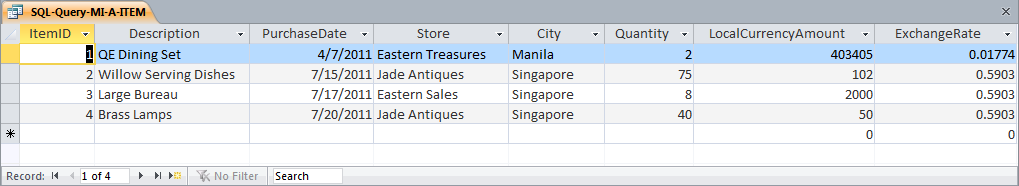 SQL-Query-MI-A-ITEM
ItemID Description PurchaseDate Store City Quantity LocalCurrencyAmount ExchangeRate
1 QE Dining Set 4/7/2011 Eastern Treasures Manila 2 403405 0.01774
2 Willow Serving Dishes 7/15/2011 Jade Antiques Singapore 75 102 0.5903
3 Large Bureau 7/17/2011 Eastern Sales Singapore 8 2000 0.5903
4 Brass Lamps 7/20/2011 Jade Antiques Singapore 40 50 0.5903
0 0
Record: 1 of 4 No Filter Search